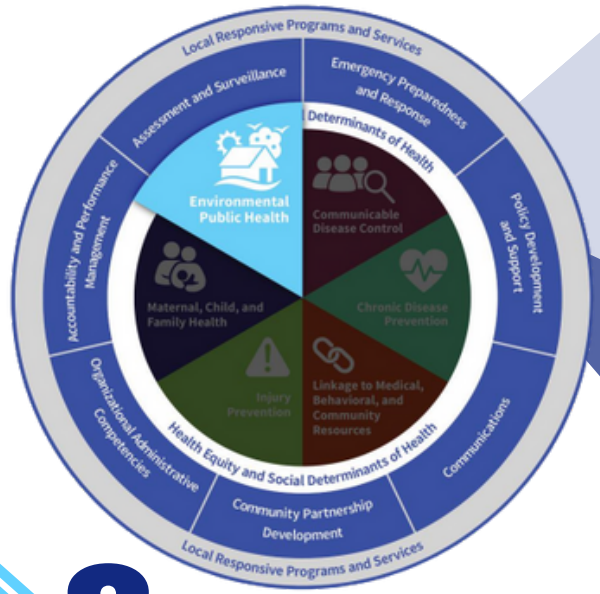 Local Responsive Programs and Services
Assessment and Surveillance
Emergency Preparedness
and Response
Policy Development
and Support
Communications
Community Partnership
Development
Organizational Administrative
Competencies
Accountability and Performance
Management
l Determinants of Health
Environmental
Public Health
Communicable
Disease Control
Chronic Disease
Prevention
Linkage to Medical,
Behavioral, and
Community
Resources
Injury
Prevention
Maternal, Child, and
Family Health
Health Equity and Social Determinants of Health
Local Responsive Programs and Services